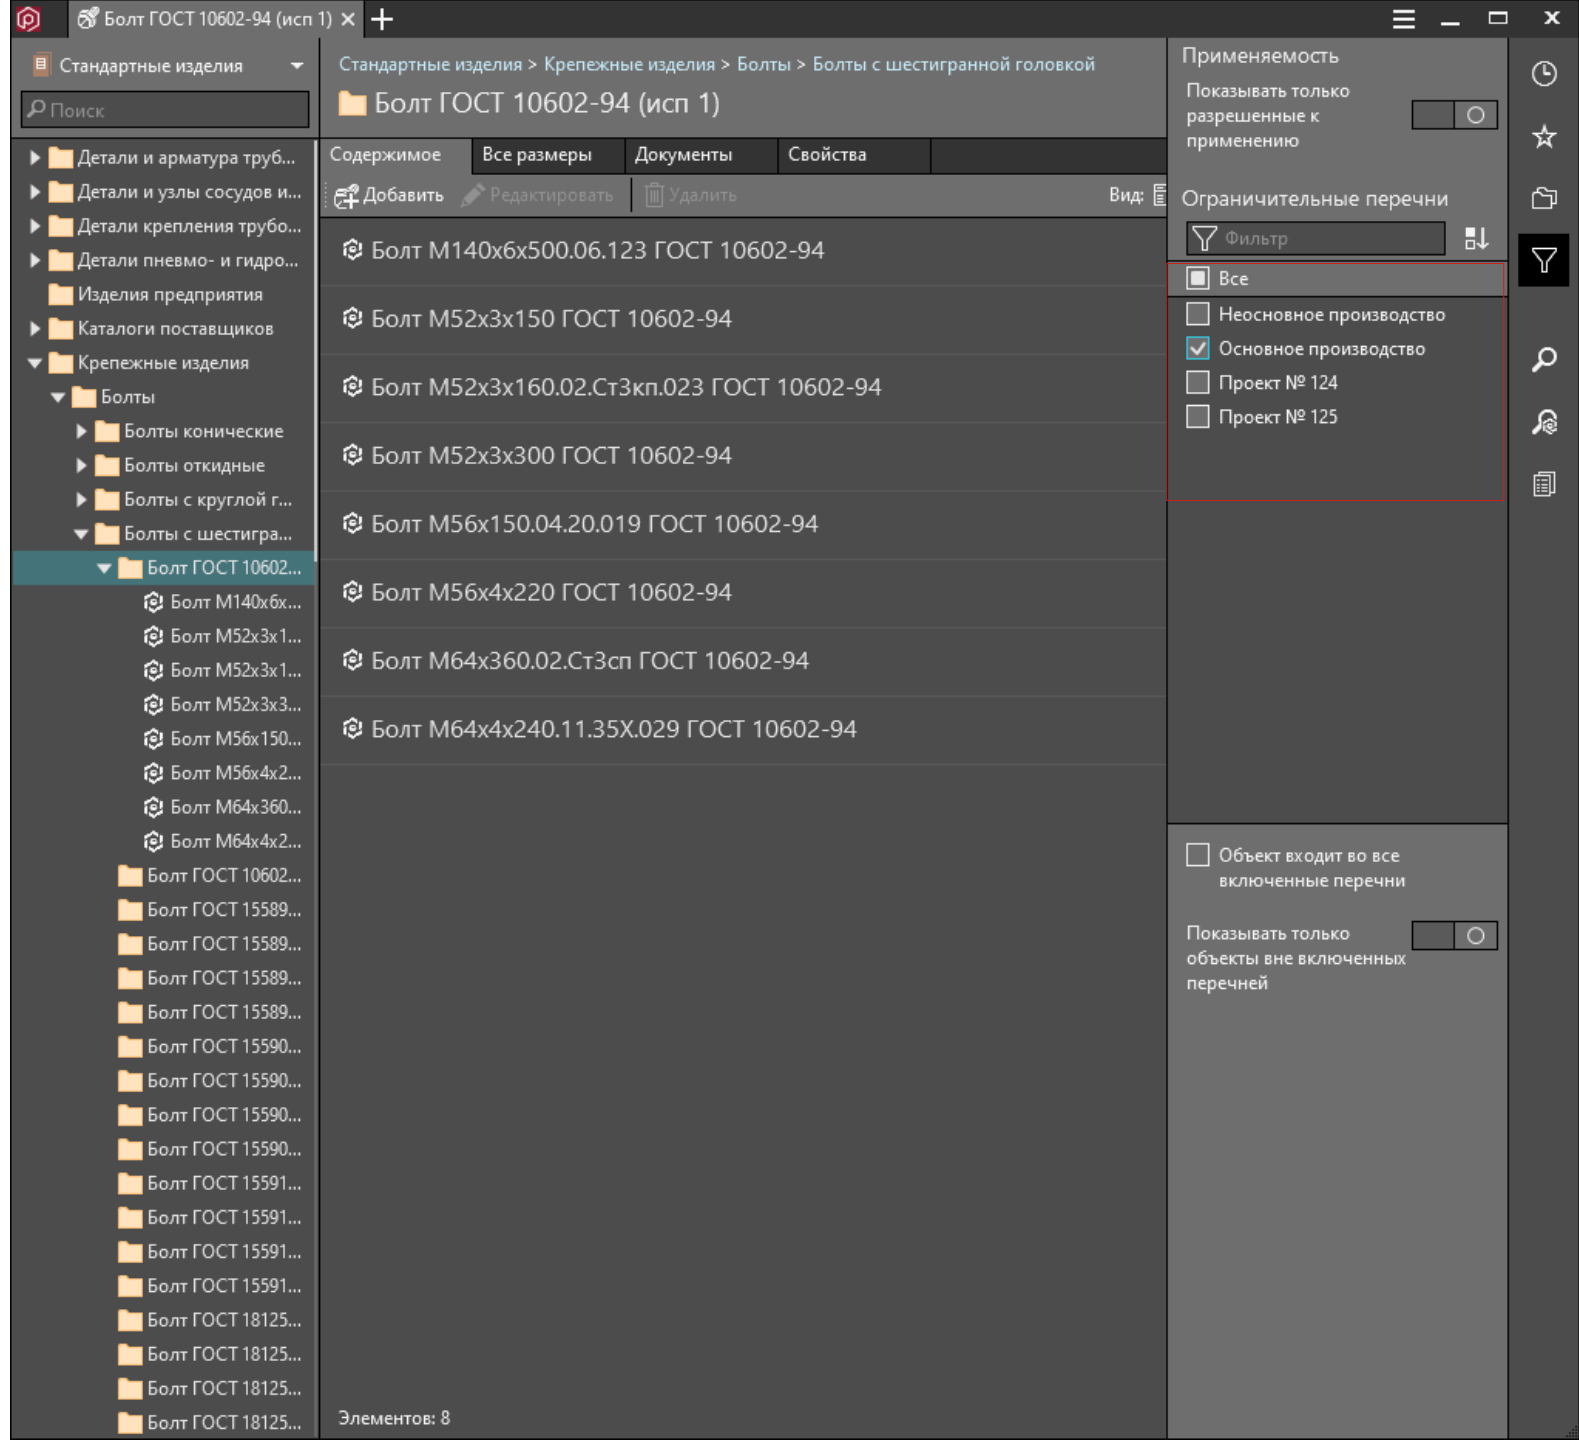 Болт ГОСТ 10602-94 (исп 1)
Стандартные изделия
Поиск
Детали и арматура труб...
Детали и узлы сосудов и...
Детали крепления трубо...
Детали пневмо- и гидро...
Изделия предприятия
Каталоги поставщиков
Крепежные изделия
Болты
Болты конические
Болты откидные
Болты с круглой г...
Болты с шестигра...
Болт ГОСТ 10602...
Болт M140x6x...
Болт M52x3x1...
Болт M52x3x1...
Болт M52x3x3...
Болт M56x150...
Болт M56x4x2...
Болт M64x360...
Болт M64x4x2...
Болт ГОСТ 10602...
Болт ГОСТ 15589...
Болт ГОСТ 15589...
Болт ГОСТ 15589...
Болт ГОСТ 15589...
Болт ГОСТ 15590...
Болт ГОСТ 15590...
Болт ГОСТ 15590...
Болт ГОСТ 15590...
Болт ГОСТ 15591...
Болт ГОСТ 15591...
Болт ГОСТ 15591...
Болт ГОСТ 15591...
Болт ГОСТ 18125...
Болт ГОСТ 18125...
Болт ГОСТ 18125...
Болт ГОСТ 18125...
Стандартные изделия > Крепежные изделия > Болты > Болты с шестигранной головкой
Болт ГОСТ 10602-94 (исп 1)
Содержимое Все размеры Документы Свойства
Добавить Редактировать Удалить Вид:
Болт M140x6x500.06.123 ГОСТ 10602-94
Болт M52x3x150 ГОСТ 10602-94
Болт M52x3x160.02.Ст3кп.023 ГОСТ 10602-94
Болт M52x3x300 ГОСТ 10602-94
Болт M56x150.04.20.019 ГОСТ 10602-94
Болт M56x4x220 ГОСТ 10602-94
Болт M64x360.02.Ст3сп ГОСТ 10602-94
Болт M64x4x240.11.35X.029 ГОСТ 10602-94
Элементов: 8
Применяемость
Показывать только
разрешенные к
применению
Ограничительные перечни
Фильтр
Все
Неосновное производство
Основное производство
Проект № 124
Проект № 125
Объект входит во все
включенные перечни
Показывать только
объекты вне включенных
перечней